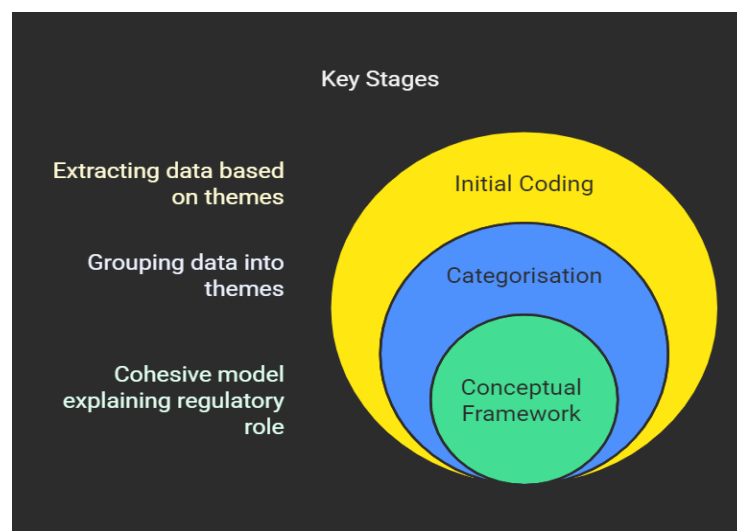 Key Stages
Extracting data based
on themes
Initial Coding
Grouping data into
themes
Categorisation
Cohesive model
explaining regulatory
role
Conceptual
Framework